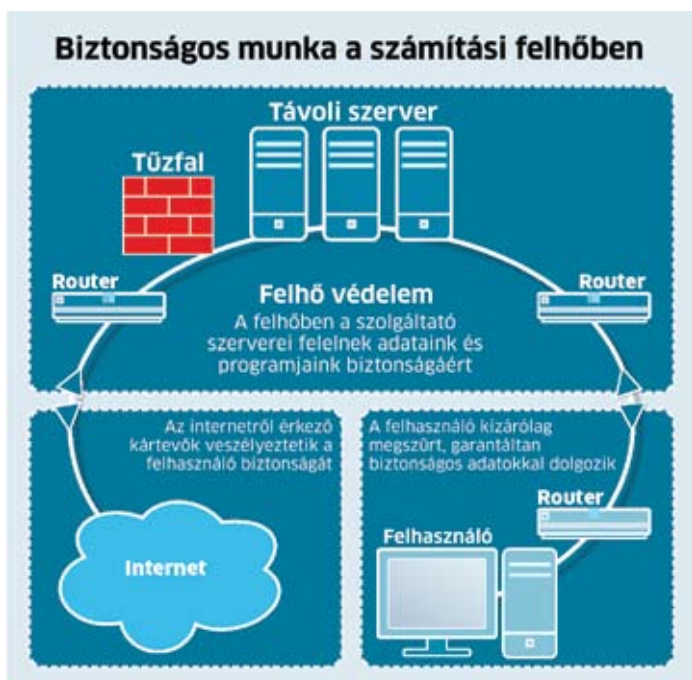 Biztonságos munka a számítási felhőben
Távoli szerver
Tűzfal
Router
Router
Felhő védelem
A felhőben a szolgáltató
szerverei felelnek adataink és
programjaink biztonságáért
Az internetről érkező
kártevők veszélyeztetik a
felhasználó biztonságát
Internet
A felhasználó kizárólag
megszűrt, garantáltan
biztonságos adatokkal dolgozik
Router
Felhasználó